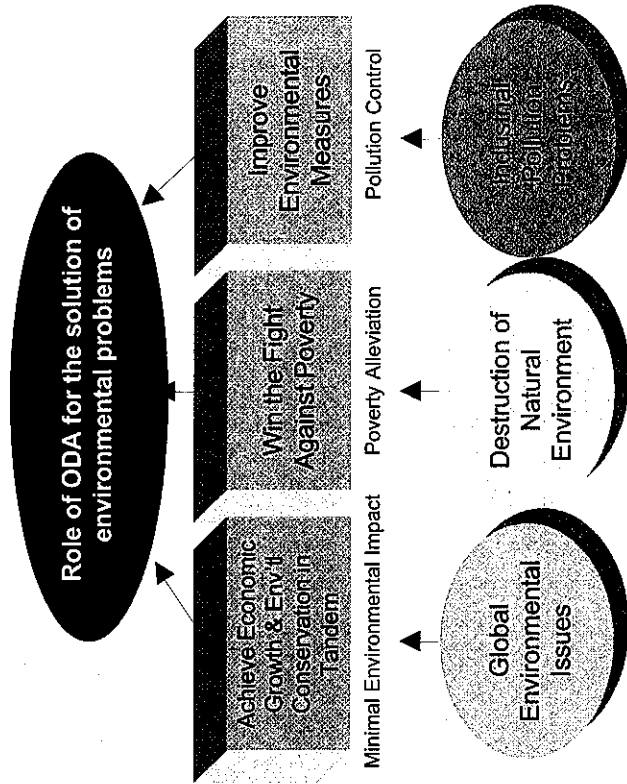 Role of ODA for the solution of
environmental problems
Achieve Economic
Growth & Env'tl
Conservation in
Tandem
Win the Fight
Against Poverty
Improve
Environmental
Measures
Minimal Environmental Impact
Poverty Alleviation
Pollution Control
Global
Environmental
Issues
Destruction of
Natural
Environment
Industrial
Pollution
Problems